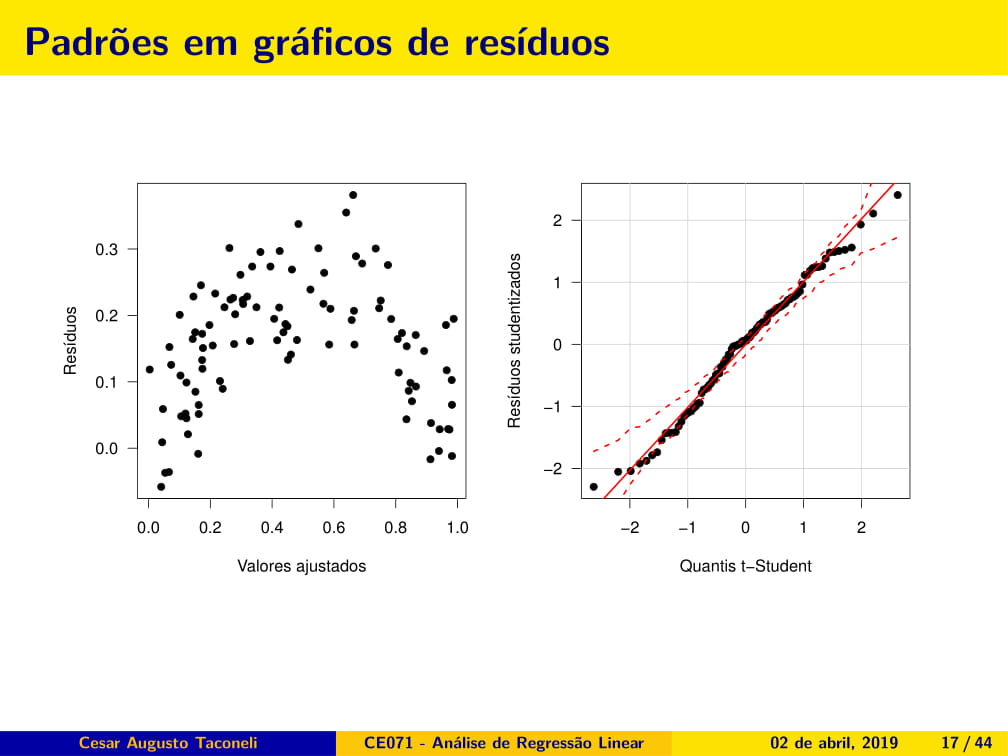 Padrões em gráficos de resíduos
0.3
0.2
0.1
0.0
Resíduos
0.0 0.2 0.4 0.6 0.8 1.0
Valores ajustados
2
1
0
−1
−2
Resíduos studentizados
−2 −1 0 1 2
Quantis t−Student
Cesar Augusto Taconeli CE071 - Análise de Regressão Linear 02 de abril, 2019 17 / 44